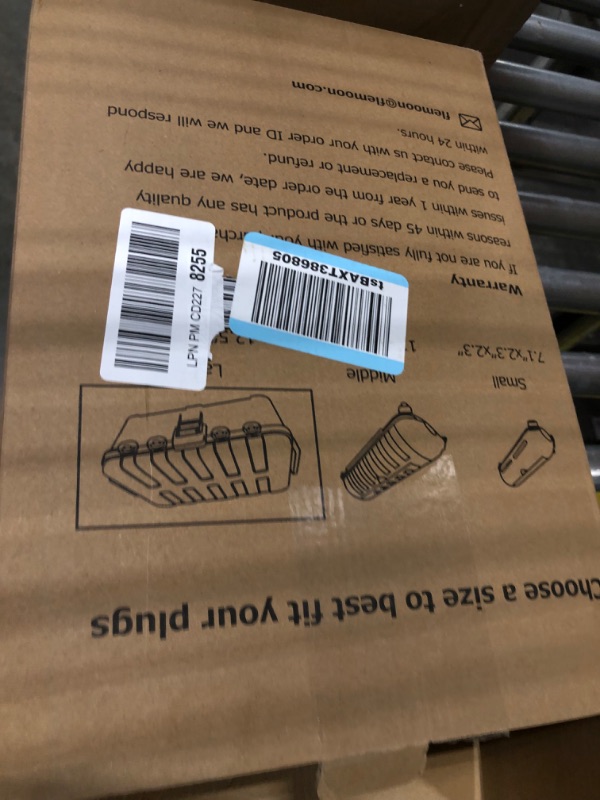 Choose a size to best fit your plugs
Small
7.1"x2.3"x2.3"
Middle
Warranty
If you are not fully satisfied with
reasons within 45 days or the product has any quality
issues within 1 year from the order date, we are happy
to send you a replacement or refund.
Please contact us with your order ID and we will respond
within 24 hours.
flemoon@flemoon.com
tsBAXT386805
LPN PM CD227 8255